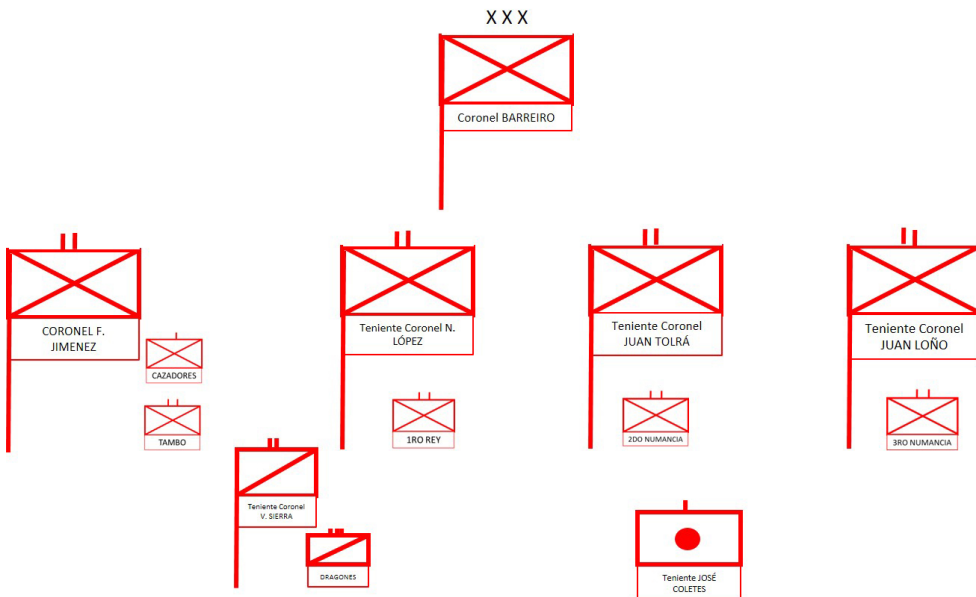 X X X
Coronel BARREIRO
CORONEL F.
JIMENEZ
CAZADORES
TAMBO
Teniente Coronel N.
LÓPEZ
1RO REY
Teniente Coronel
JUAN TOLRÁ
2DO NUMANCIA
Teniente Coronel
JUAN LOÑO
3RO NUMANCIA
Teniente Coronel
V. SIERRA
DRAGONES
Teniente JOSÉ
COLETES